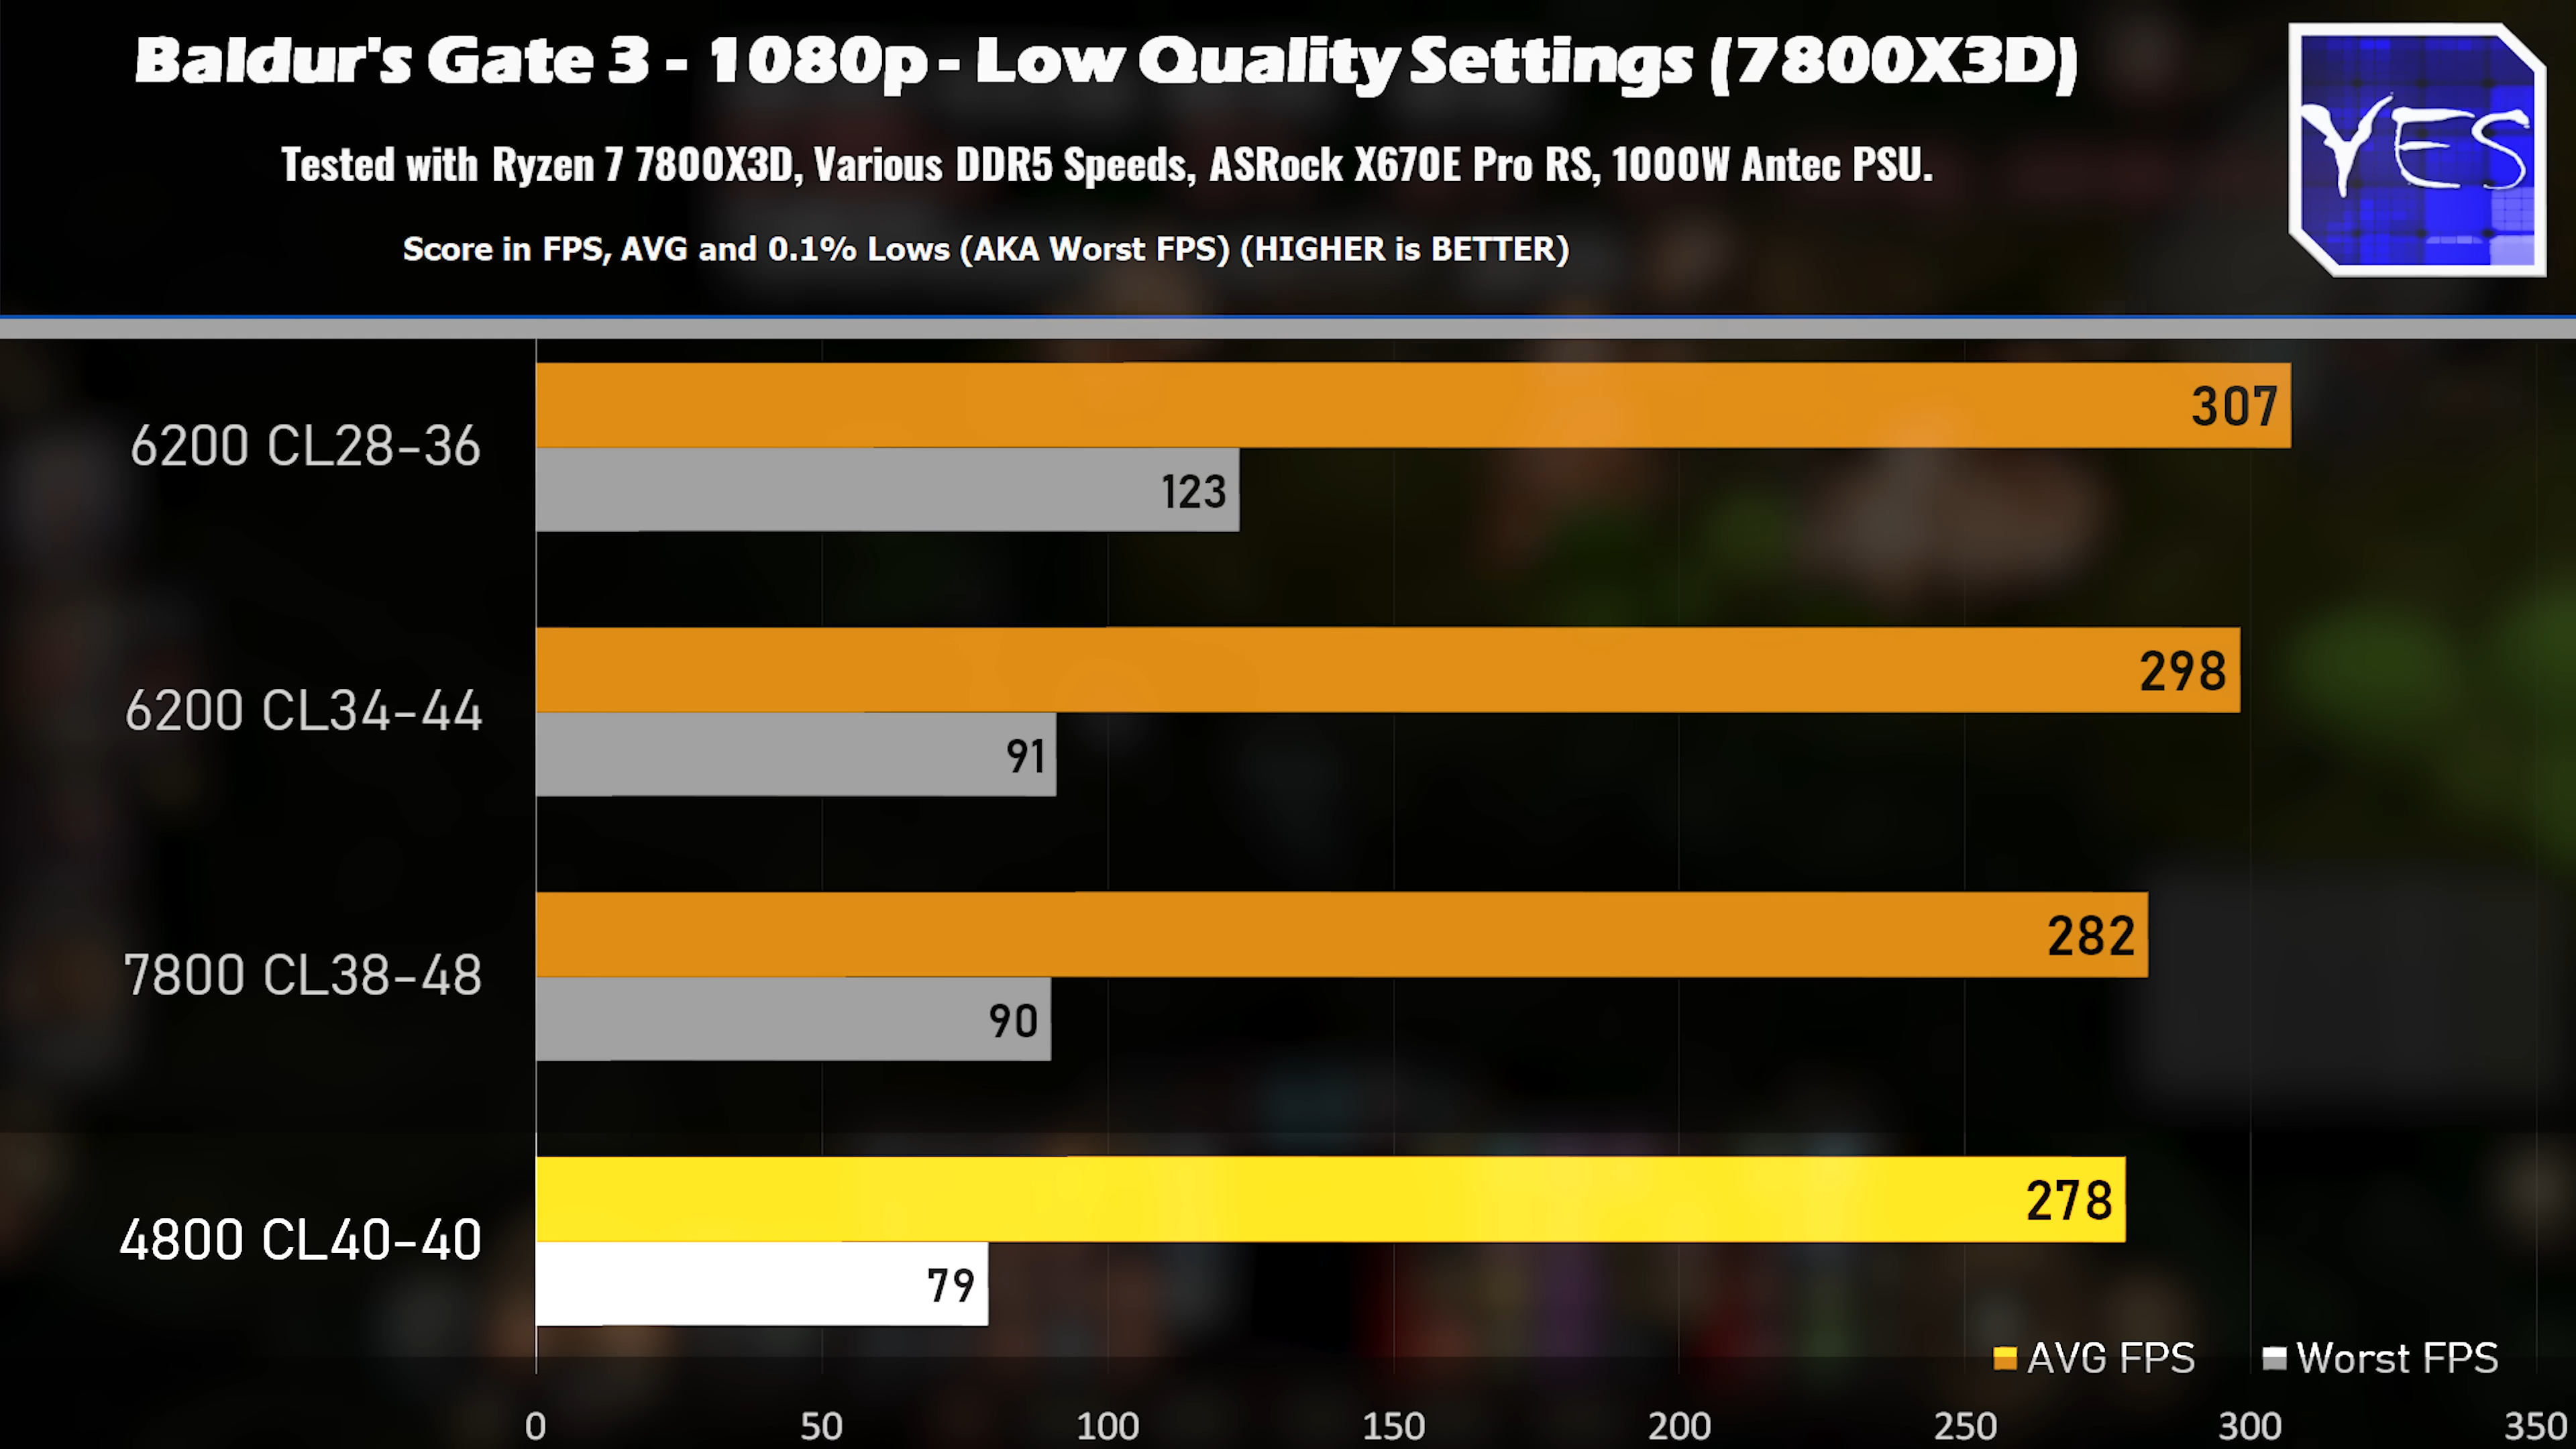 Baldur's Gate 3 - 1080p - Low Quality Settings (7800X3D)
YES
Tested with Ryzen 7 7800X3D, Various DDR5 Speeds, ASRock X670E Pro RS, 1000W Antec PSU.
Score in FPS, AVG and 0.1% Lows (AKA Worst FPS) (HIGHER is BETTER)
6200 CL28-36
307
123
6200 CL34-44
298
91
7800 CL38-48
282
90
4800 CL40-40
278
79
AVG FPS
Worst FPS
0 50 100 150 200 250 300 350